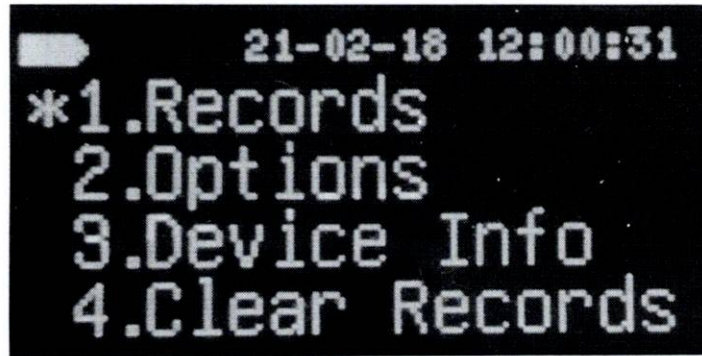 21-02-18 12:00:31
*1.Records
2.Options
3.Device Info
4.Clear Records